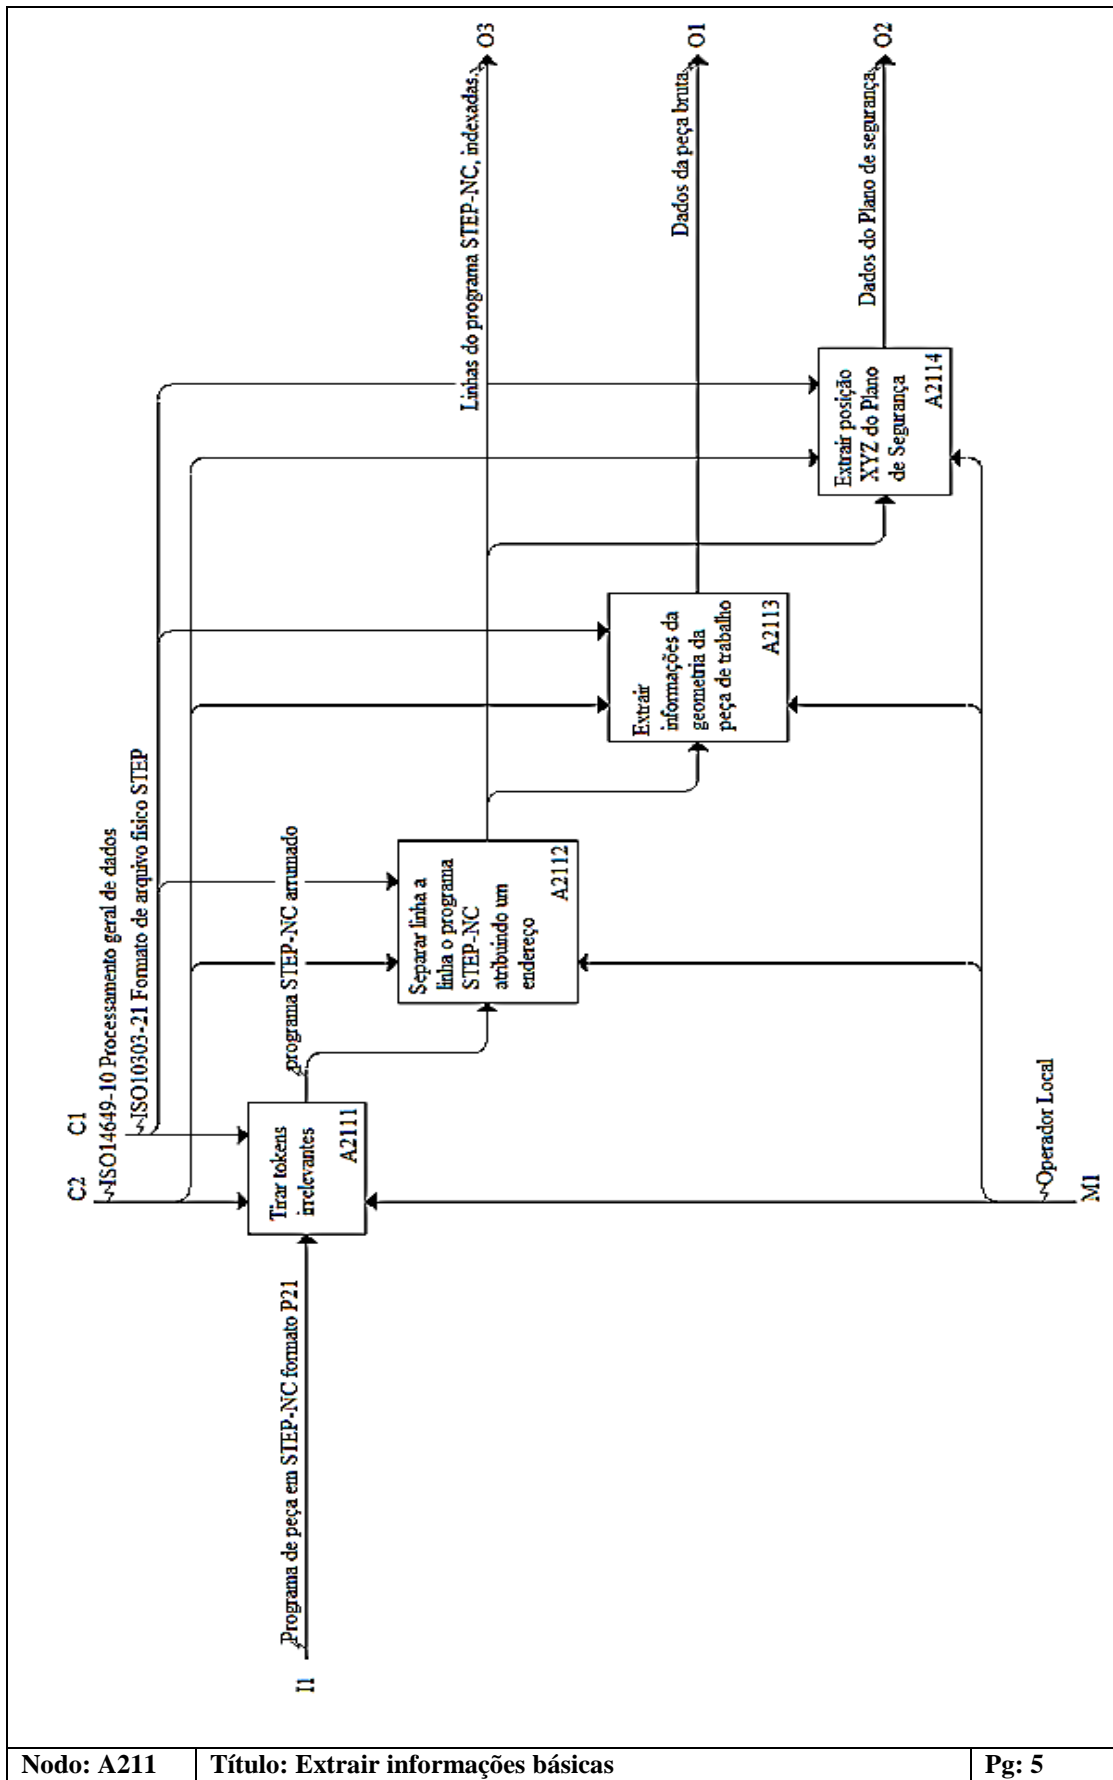 C2
C1
ISO14649-10 Processamento geral de dados
ISO10303-21 Formato de arquivo fisico STEP
I1
Programa de peça em STEP-NC formato P21
Tirar tokens
irrelevantes
A2111
programa STEP-NC arrumado
Separar linha a
linha o programa
STEP-NC
atribuindo um
endereço
A2112
Extrair
informações da
geometria da
peça de trabalho
A2113
Extrair posição
XYZ do Plano
de Segurança
A2114
Linhas do programa STEP-NC, indexadas,
O3
Dados da peça bruta
O1
Dados do Plano de segurança
O2
Operador Local
M1
Nodo: A211
Título: Extrair informações básicas
Pg: 5